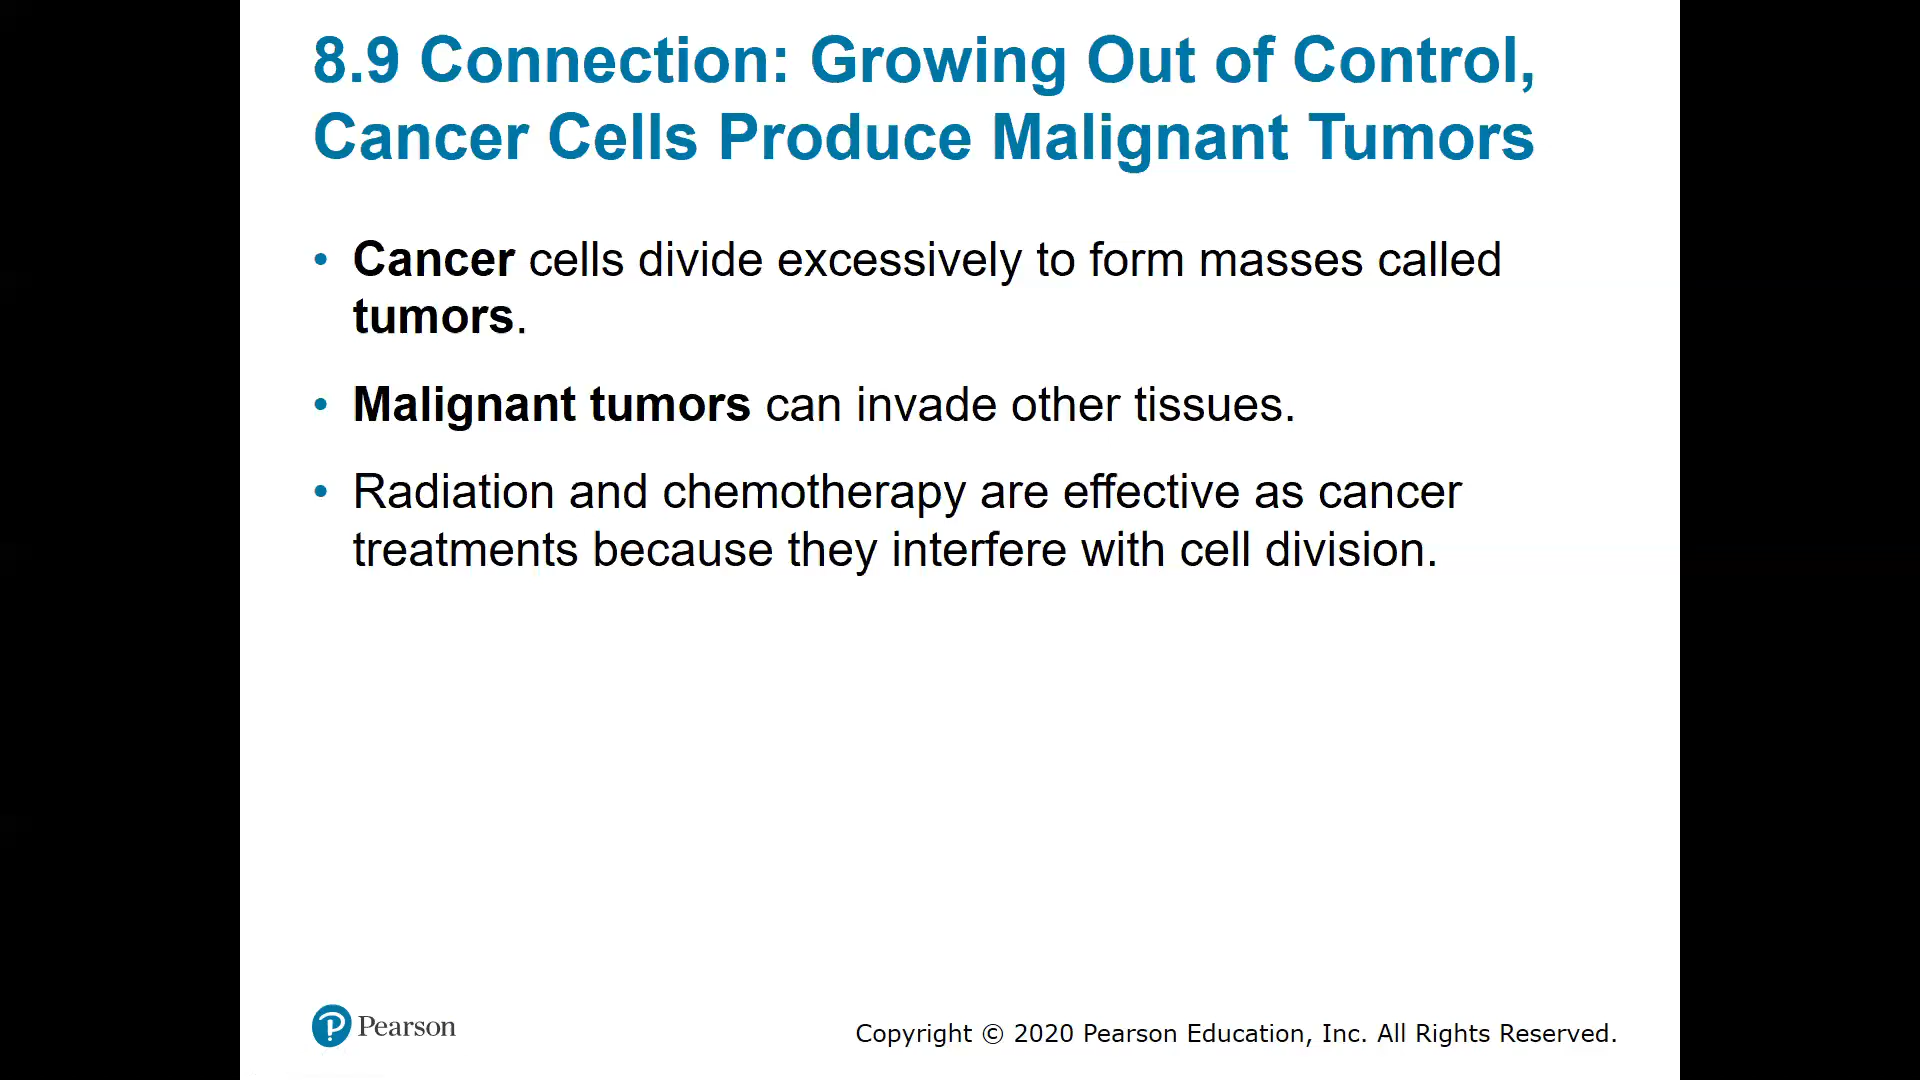 8.9 Connection: Growing Out of Control,
Cancer Cells Produce Malignant Tumors
• Cancer cells divide excessively to form masses called
tumors.
• Malignant tumors can invade other tissues.
• Radiation and chemotherapy are effective as cancer
treatments because they interfere with cell division.
Pearson
Copyright © 2020 Pearson Education, Inc. All Rights Reserved.